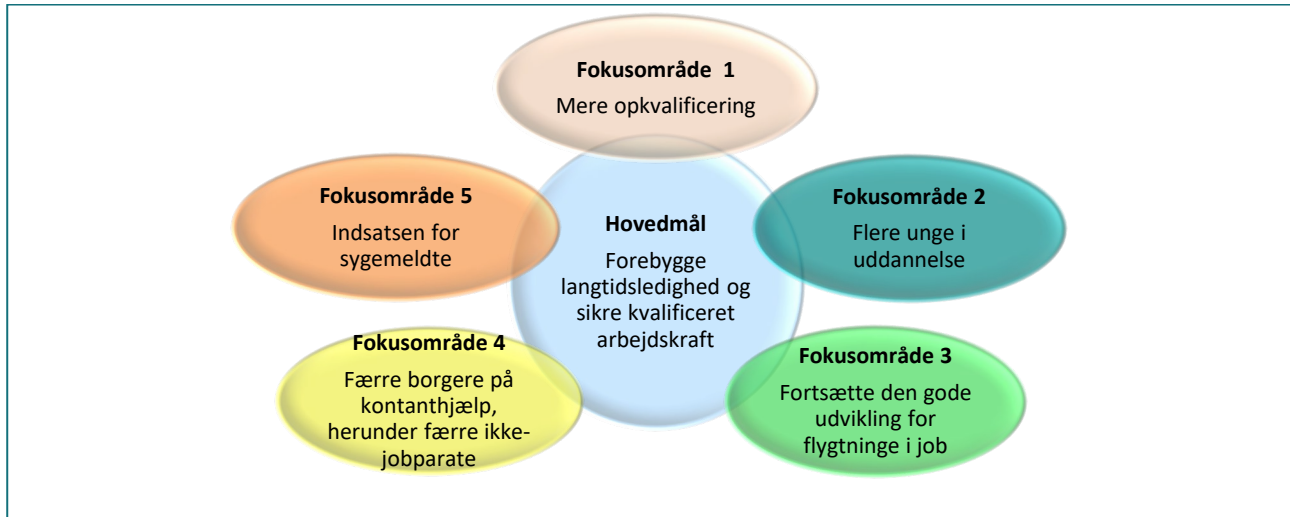 Fokusområde 1
Mere opkvalificering
Fokusområde 5
Indsatsen for
sygemeldte
Hovedmål
Forebygge
langtidsledighed og
sikre kvalificeret
arbejdskraft
Fokusområde 2
Flere unge i
uddannelse
Fokusområde 4
Færre borgere på
kontanthjælp,
herunder færre ikke-
jobparate
Fokusområde 3
Fortsætte den gode
udvikling for
flygtninge i job